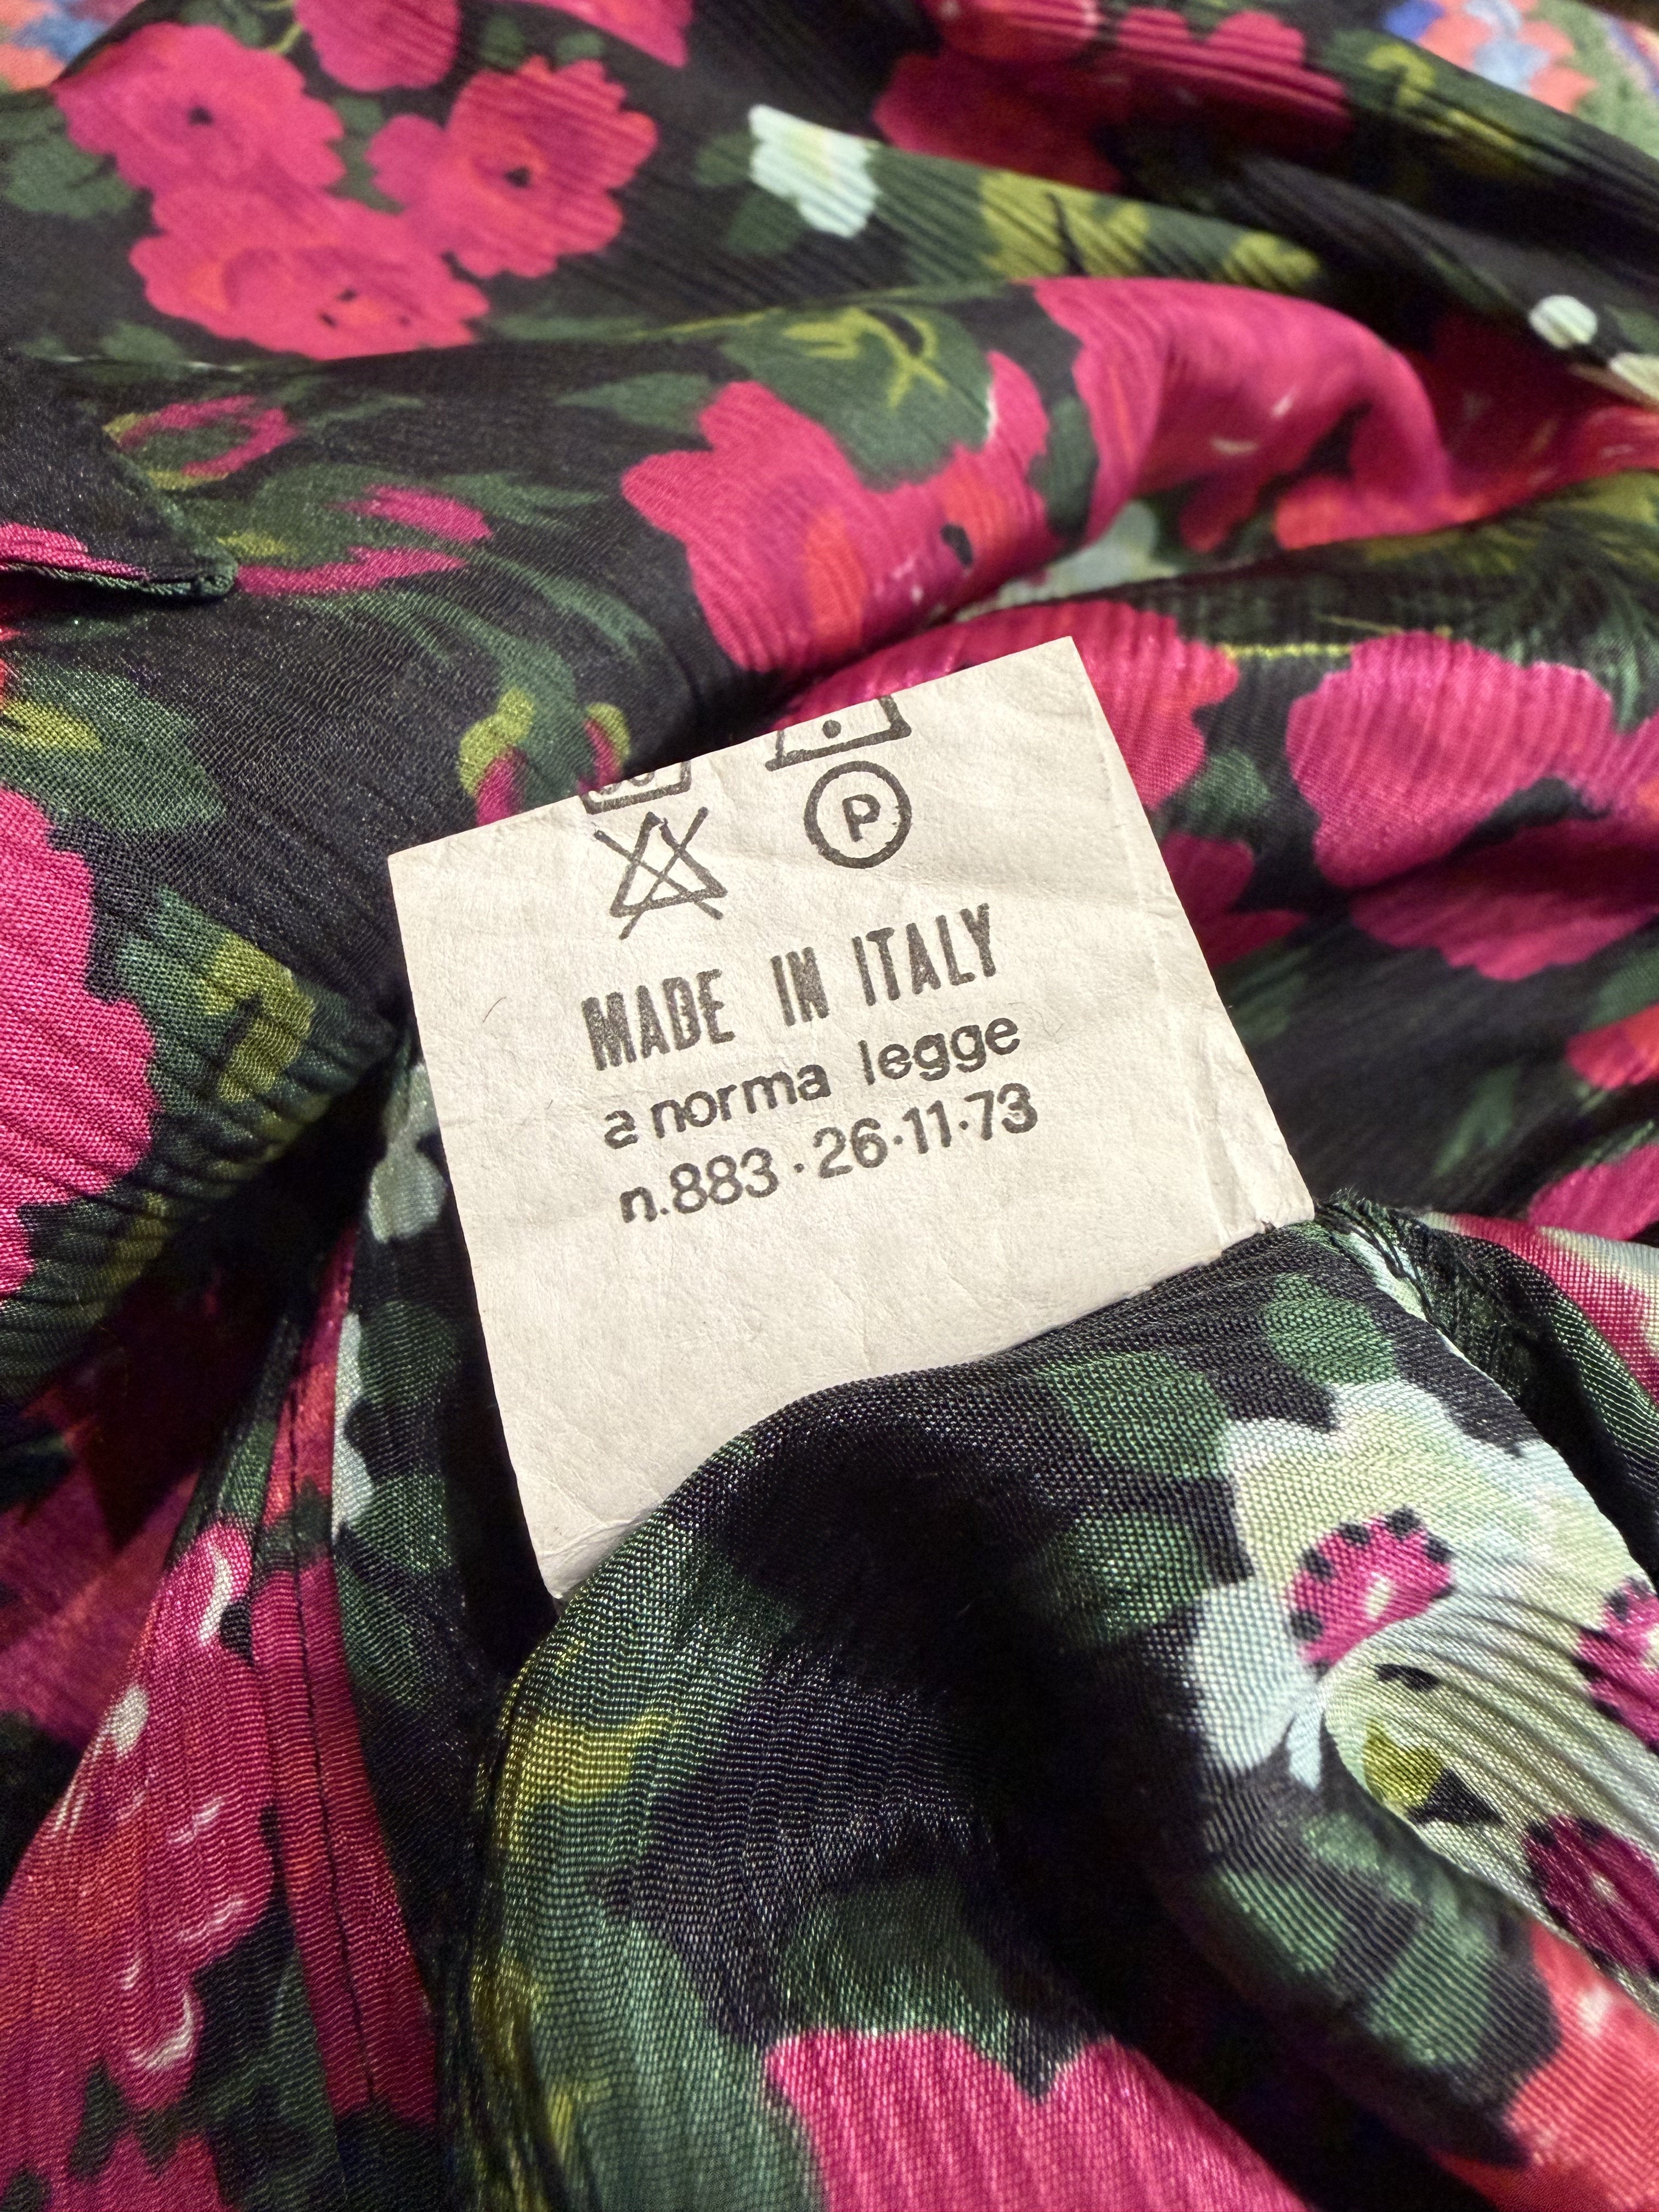 P
MADE IN ITALY
a norma legge
n.883·26·11·73